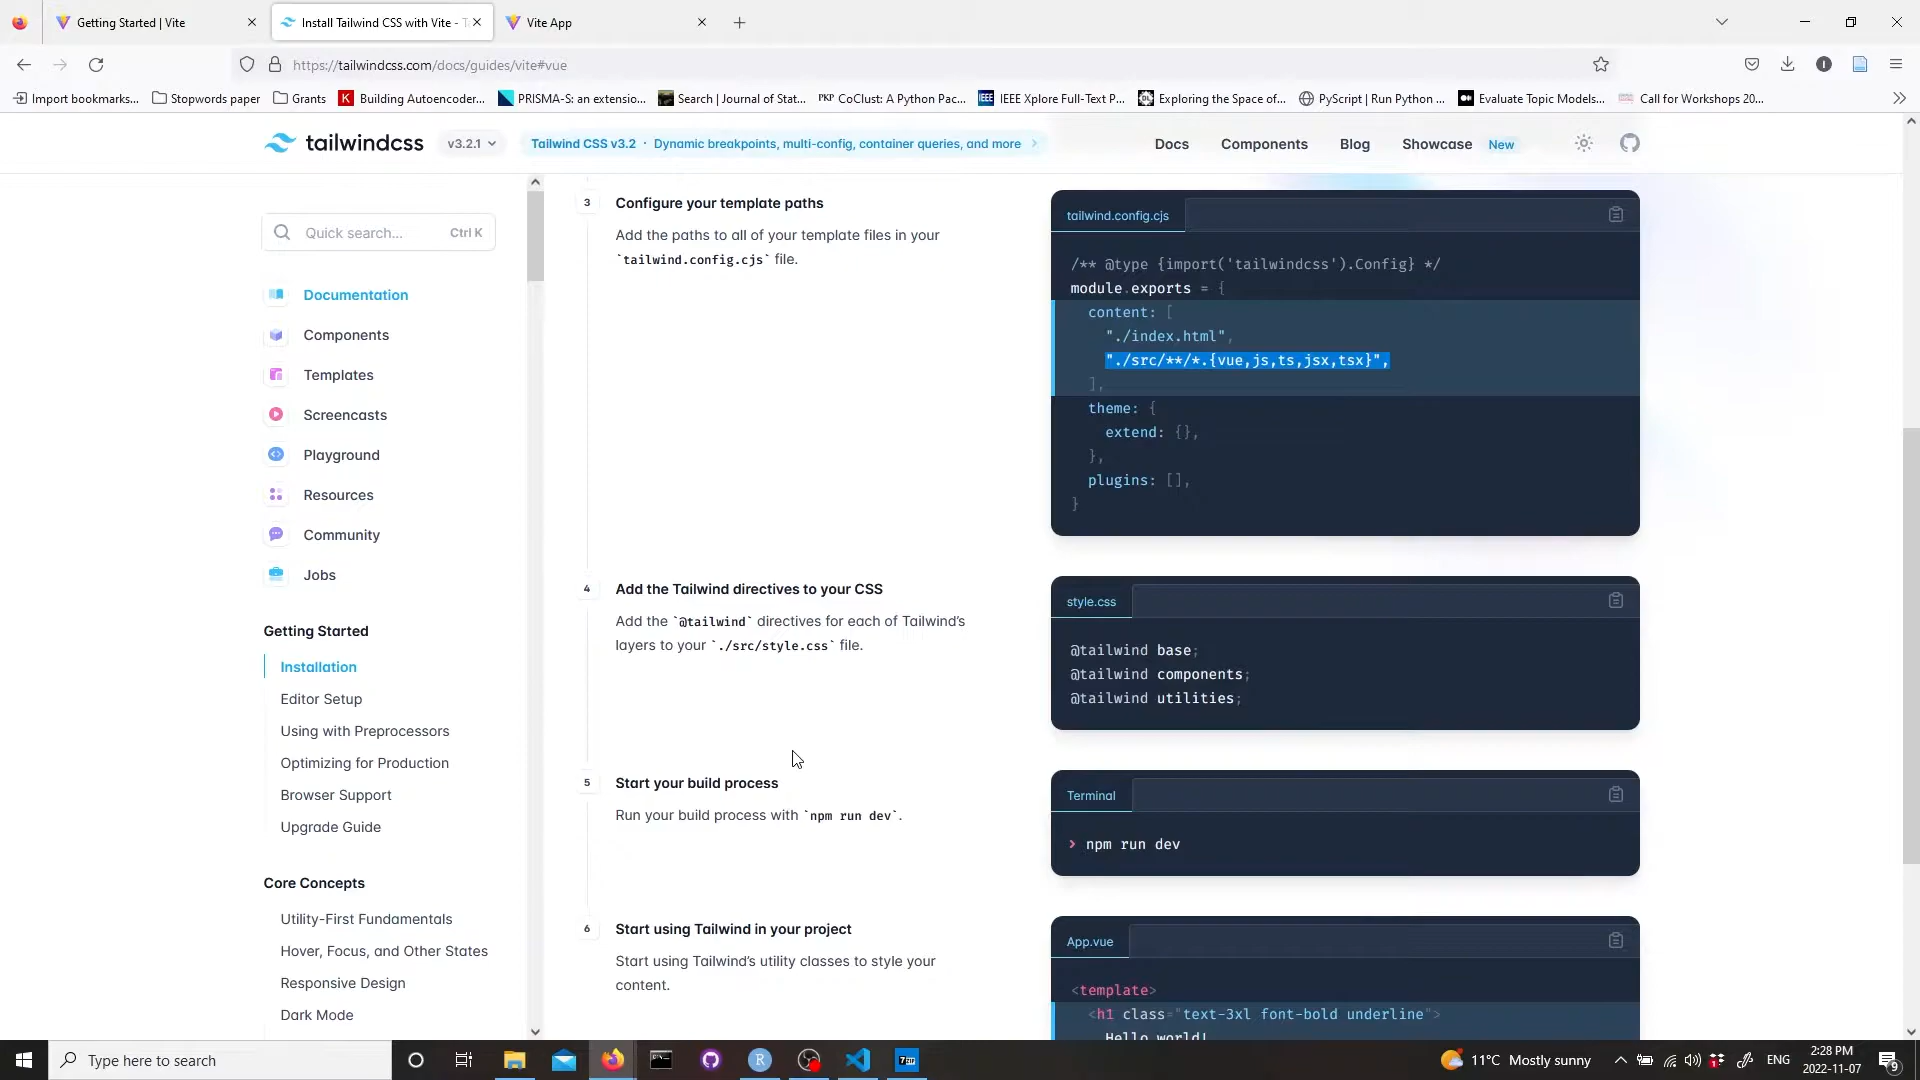 Getting Started | Vite
Install Tailwind CSS with Vite - T
Vite App
https://tailwindcss.com/docs/guides/vite#vue
Import bookmarks...
Stopwords paper
Grants
Building Autoencoder...
PRISMA-S: an extensio...
Search | Journal of Stat...
PKP CoClust: A Python Pac...
IEEE Xplore Full-Text P...
Exploring the Space of...
PyScript | Run Python ...
Evaluate Topic Models...
Call for Workshops 20...
tailwindcss
v3.2.1
Tailwind CSS v3.2 · Dynamic breakpoints, multi-config, container queries, and more
Docs
Components
Blog
Showcase
New
Quick search...
Ctrl K
Documentation
Components
Templates
Screencasts
Playground
Resources
Community
Jobs
Getting Started
Installation
Editor Setup
Using with Preprocessors
Optimizing for Production
Browser Support
Upgrade Guide
Core Concepts
Utility-First Fundamentals
Hover, Focus, and Other States
Responsive Design
Dark Mode
3 Configure your template paths
Add the paths to all of your template files in your
`tailwind.config.cjs` file.
tailwind.config.cjs
/** @type {import('tailwindcss').Config} */
module.exports = {
content: [
"./index.html",
"./src/**/*.{vue,js,ts,jsx,tsx}",
],
theme: {
extend: {},
},
plugins: [],
}
4 Add the Tailwind directives to your CSS
Add the `@tailwind` directives for each of Tailwind's
layers to your `./src/style.css` file.
style.css
@tailwind base;
@tailwind components;
@tailwind utilities;
5 Start your build process
Run your build process with `npm run dev`.
Terminal
> npm run dev
6 Start using Tailwind in your project
Start using Tailwind's utility classes to style your
content.
App.vue
<template>
<h1 class="text-3xl font-bold underline">
Hello world!
Type here to search
11°C Mostly sunny
ENG
2:28 PM
2022-11-07
9